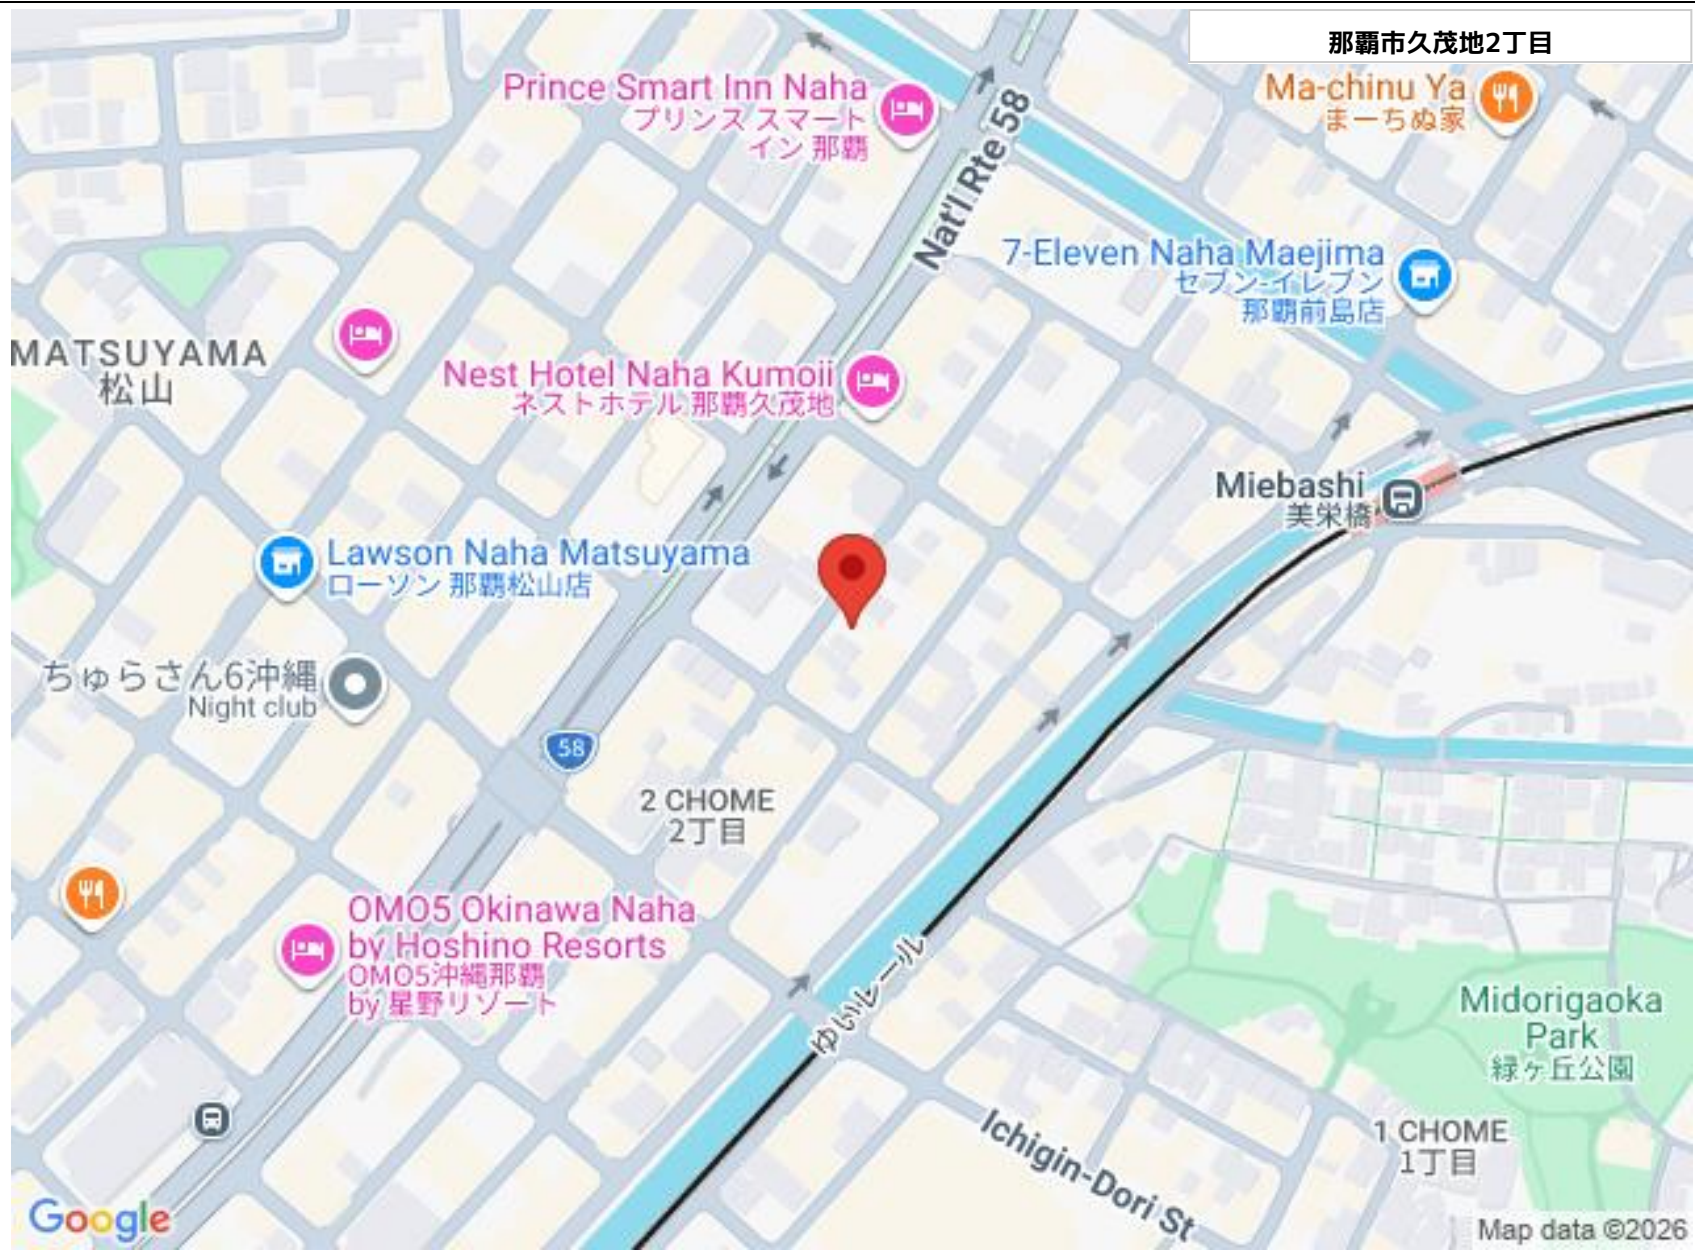 那覇市久茂地2丁目
Prince Smart Inn Naha
プリンス スマート
イン 那覇
Nat'l Rte 58
Ma-chinu Ya
まーちぬ家
7-Eleven Naha Maejima
セブン-イレブン
那覇前島店
MATSUYAMA
松山
Nest Hotel Naha Kumoji
ネストホテル 那覇久茂地
Miebashi
美栄橋
Lawson Naha Matsuyama
ローソン 那覇松山店
ちゅらさん6沖縄
Night club
58
2 CHOME
2丁目
OMO5 Okinawa Naha
by Hoshino Resorts
OMO5沖縄那覇
by 星野リゾート
ゆいレール
Midorigaoka
Park
緑ヶ丘公園
Ichigin-Dori St
1 CHOME
1丁目
Google
Map data ©2026